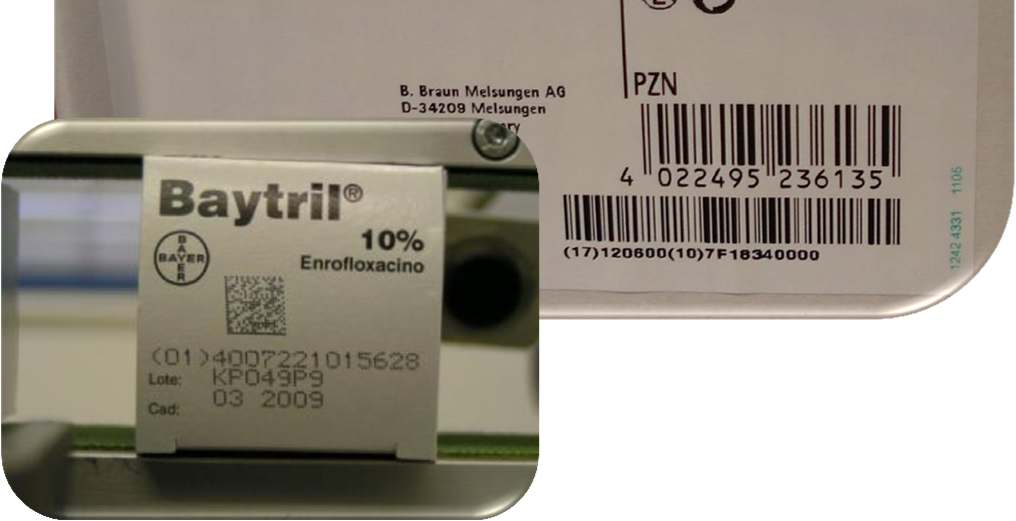 B. Braun Melsungen AG
D-34209 Melsungen
PZN
4 022495 236135
(17)120600(10)7F18340000
1242 4331 1106
Baytril®
10%
Enrofloxacino
BAYER
BAYER
(01)4007221015628
Lote: KP049P9
Cad: 03 2009